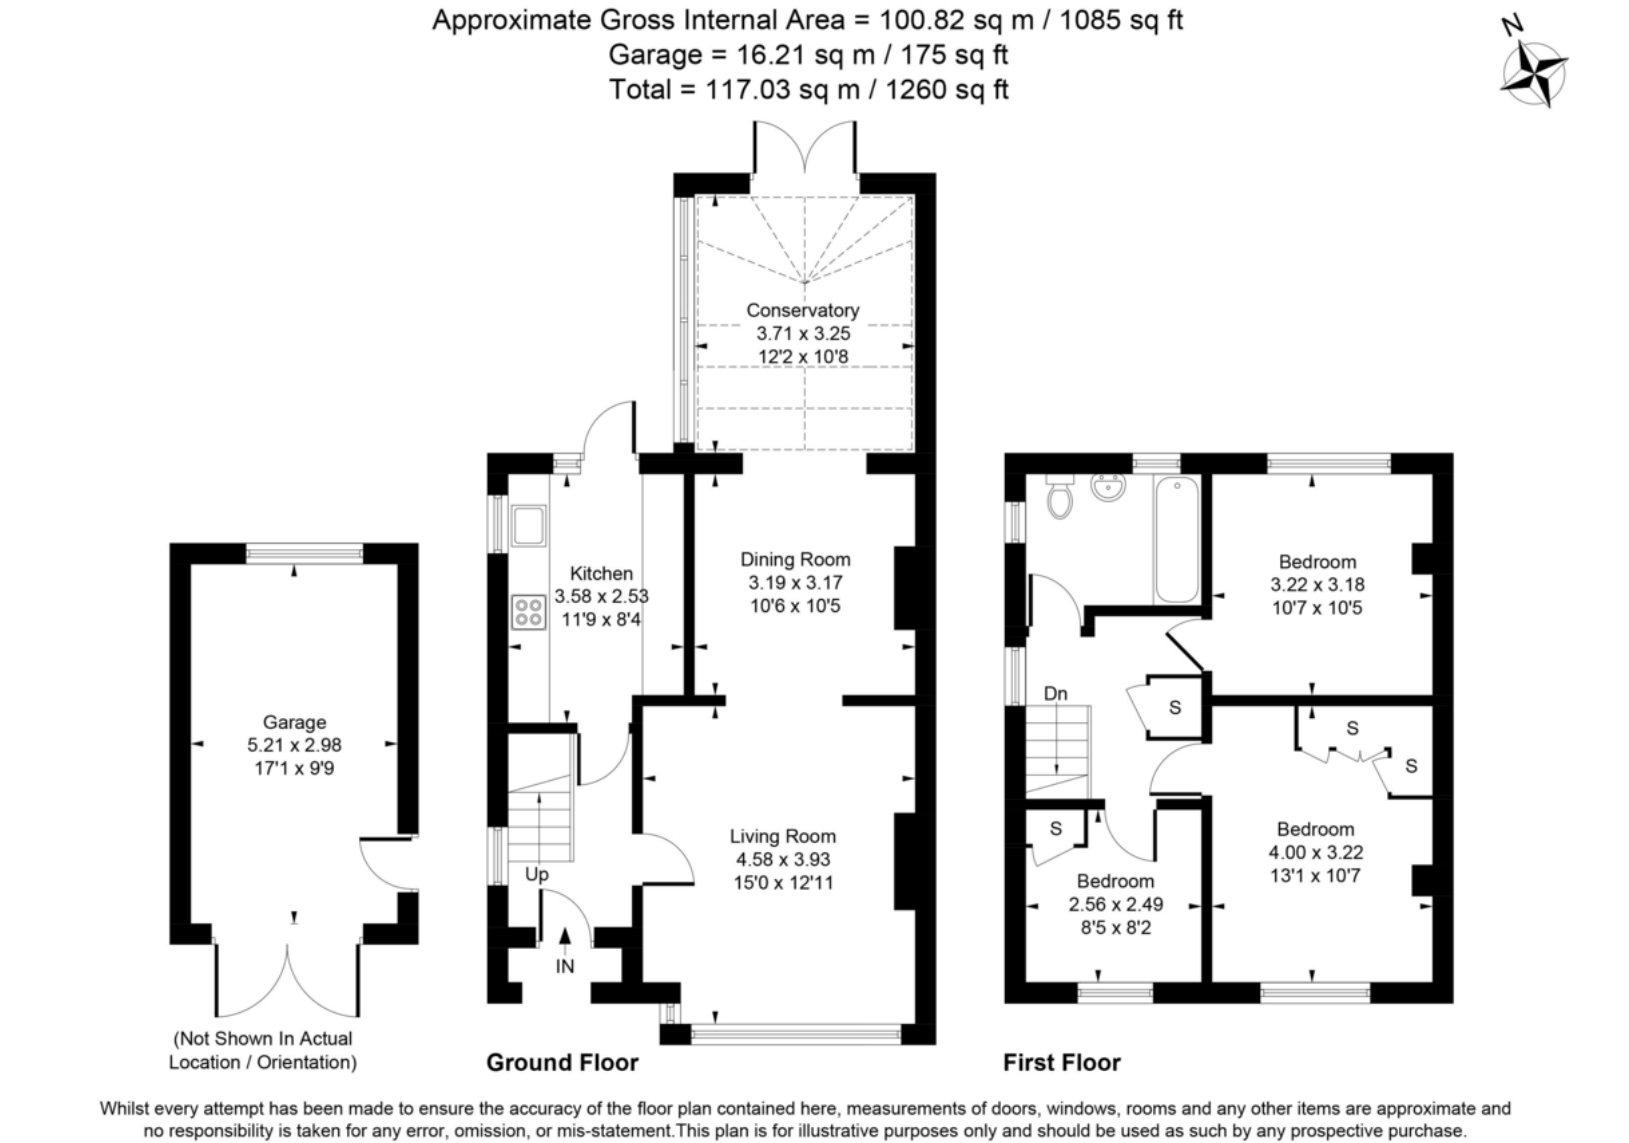 Approximate Gross Internal Area = 100.82 sq m / 1085 sq ft
Garage = 16.21 sq m / 175 sq ft
Total = 117.03 sq m / 1260 sq ft
N
Conservatory
3.71 x 3.25
12'2 x 10'8
Dining Room
3.19 x 3.17
10'6 x 10'5
Kitchen
3.58 x 2.53
11'9 x 8'4
Bedroom
3.22 x 3.18
10'7 x 10'5
Garage
5.21 x 2.98
17'1 x 9'9
Dn
S
S
S
Living Room
4.58 x 3.93
15'0 x 12'11
Up
S
Bedroom
4.00 x 3.22
13'1 x 10'7
Bedroom
2.56 x 2.49
8'5 x 8'2
IN
(Not Shown In Actual
Location / Orientation)
Ground Floor
First Floor
Whilst every attempt has been made to ensure the accuracy of the floor plan contained here, measurements of doors, windows, rooms and any other items are approximate and
no responsibility is taken for any error, omission, or mis-statement.This plan is for illustrative purposes only and should be used as such by any prospective purchase.